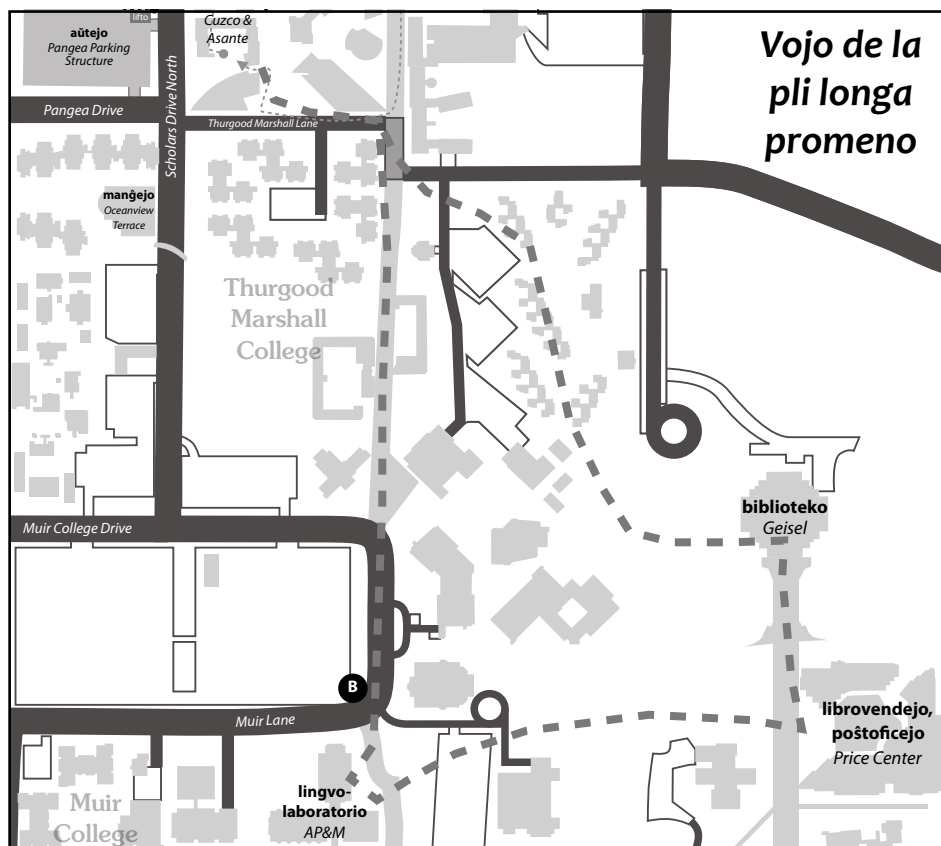 lifto
aŭtejo
Pangea Parking
Structure
Cuzco &
Asante
Vojo de la
pli longa
promeno
Pangea Drive
Scholars Drive North
Thurgood Marshall Lane
manĝejo
Oceanview
Terrace
Thurgood
Marshall
College
biblioteko
Geisel
Muir College Drive
B
Muir Lane
librovendejo,
poŝtoficejo
Price Center
lingvo-
laboratorio
AP&M
Muir
College